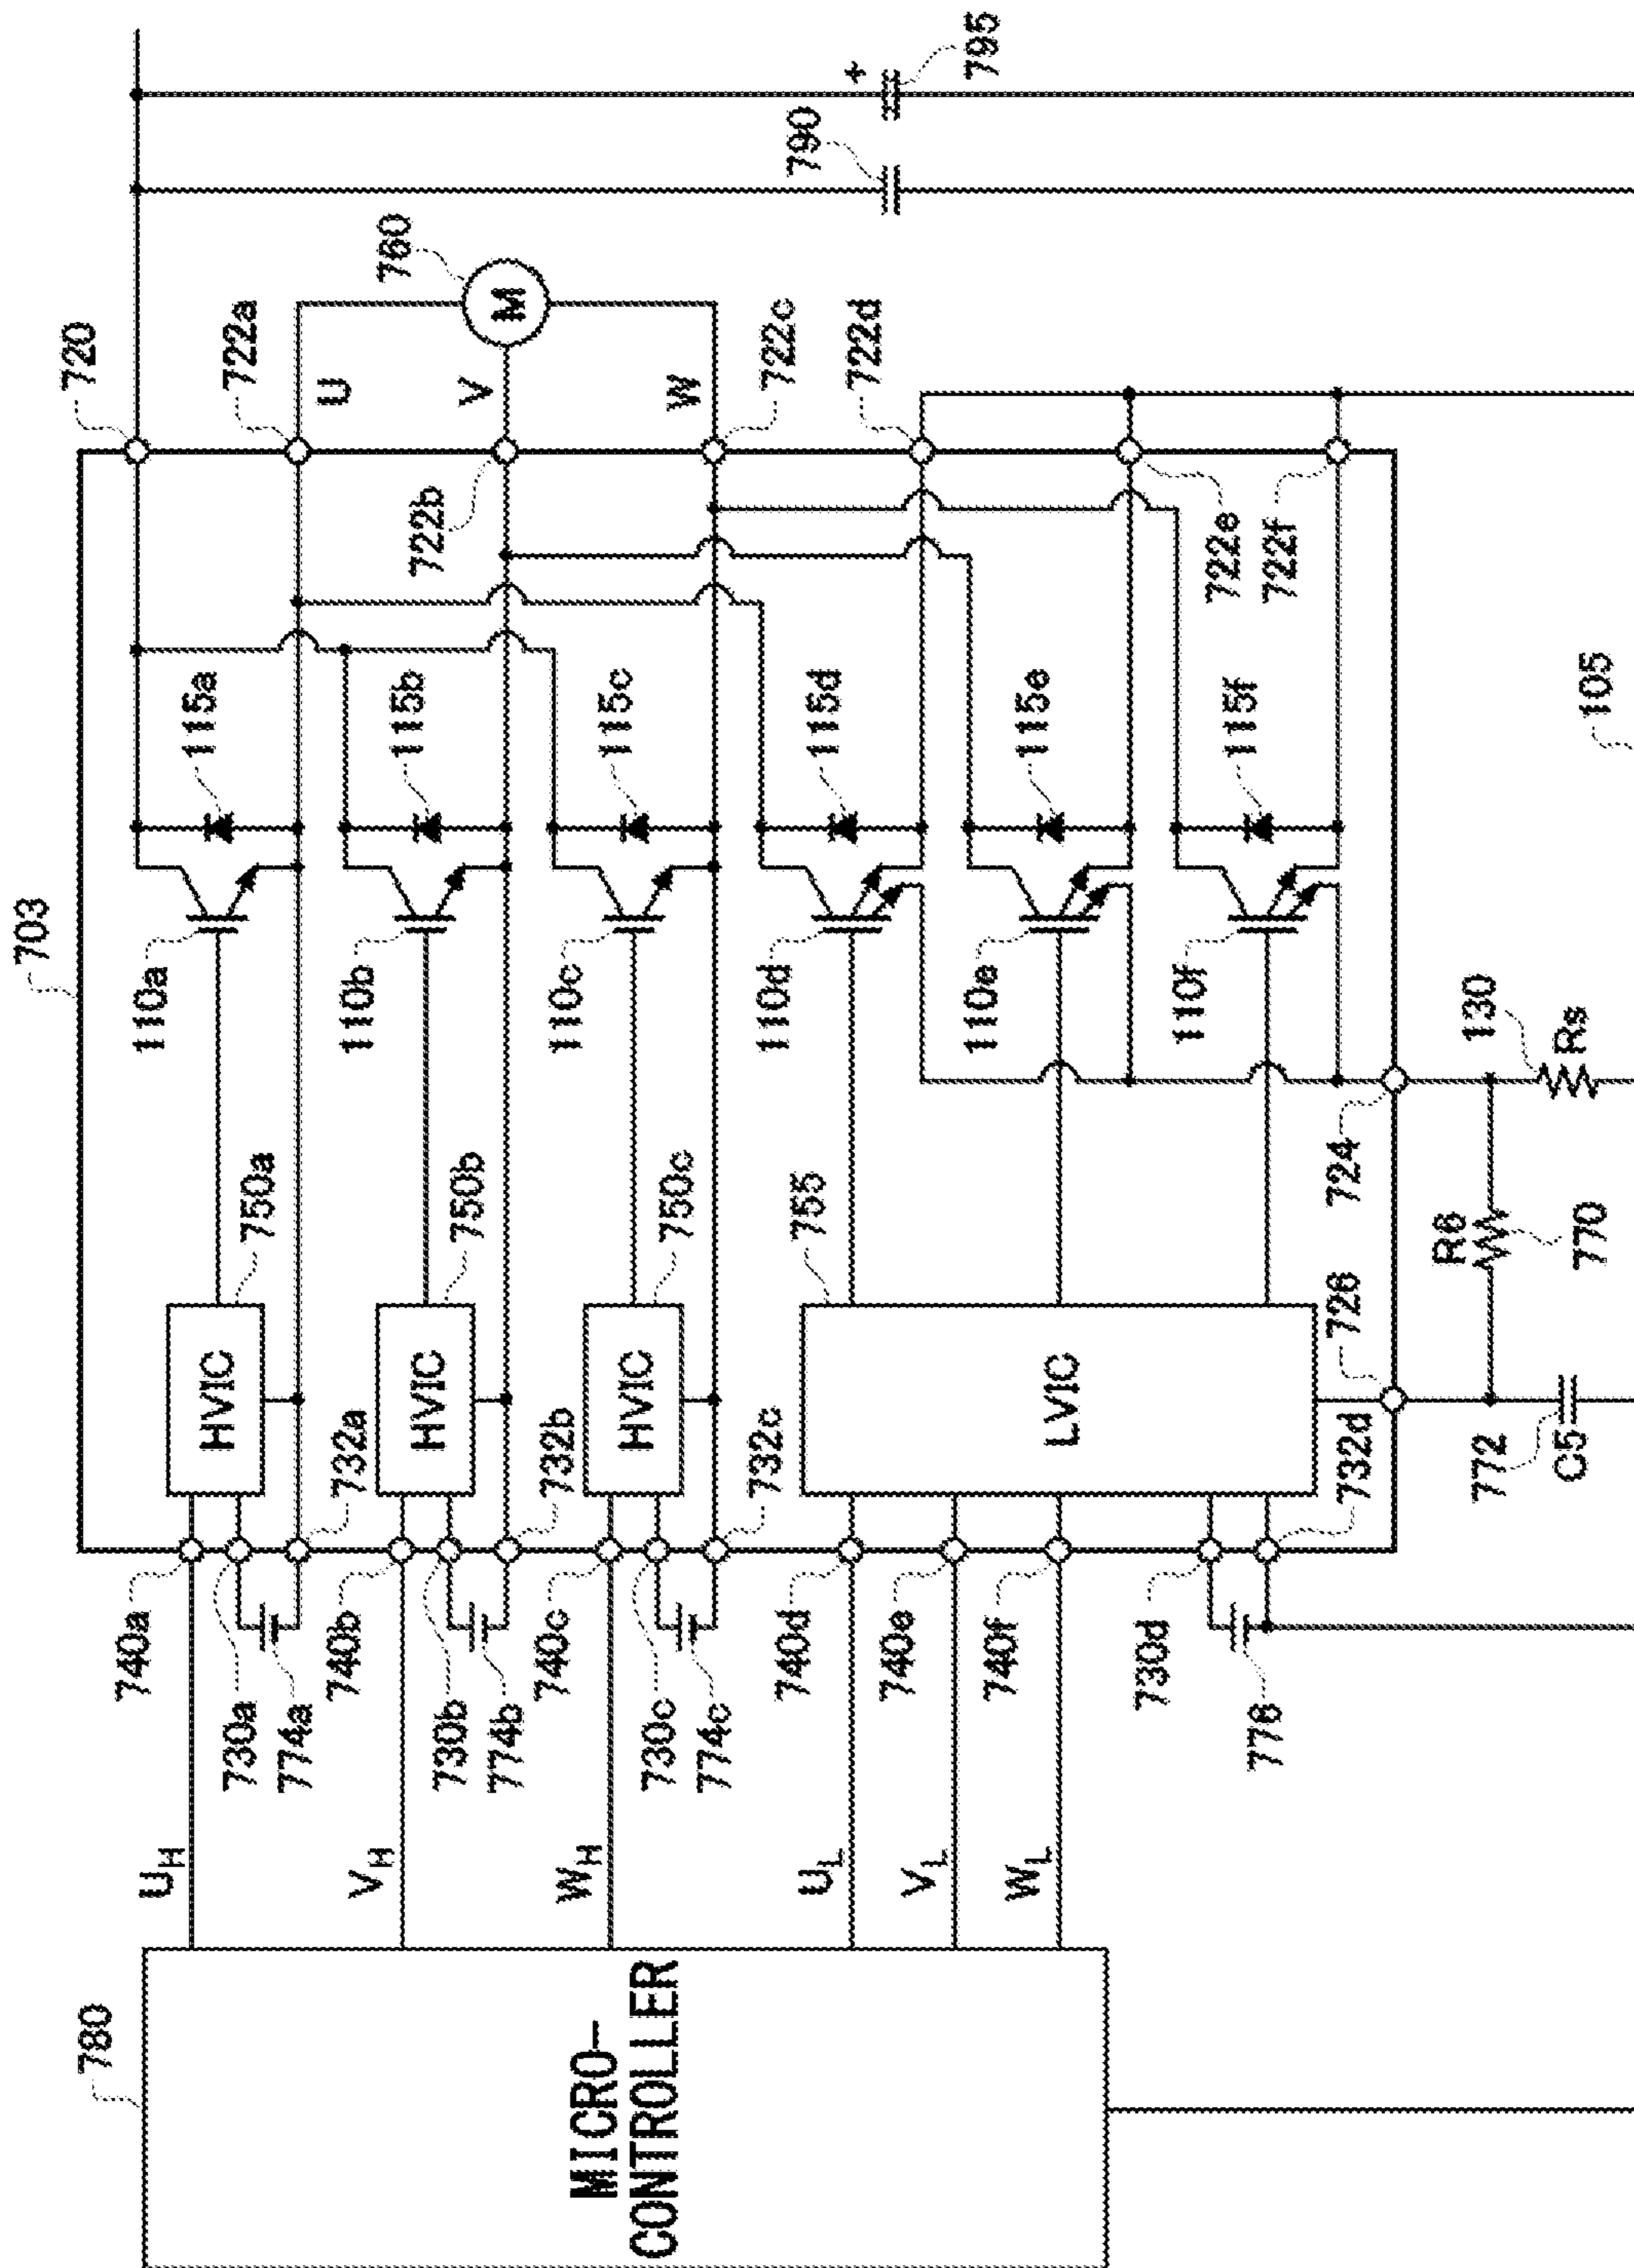 703
720
722a
U
760
M
V
722b
W
722c
722d
722e
722f
790
+
795
115a
115b
115c
115d
115e
115f
105
110a
110b
110c
110d
110e
110f
130
Rs
724
R6
770
726
750a
HVIC
750b
HVIC
750c
HVIC
755
LVIC
732a
732b
732c
732d
772
C5
740a
730a
774a
740b
730b
774b
740c
730c
774c
740d
740e
740f
730d
776
UH
VH
WH
UL
VL
WL
780
MICRO-
CONTROLLER